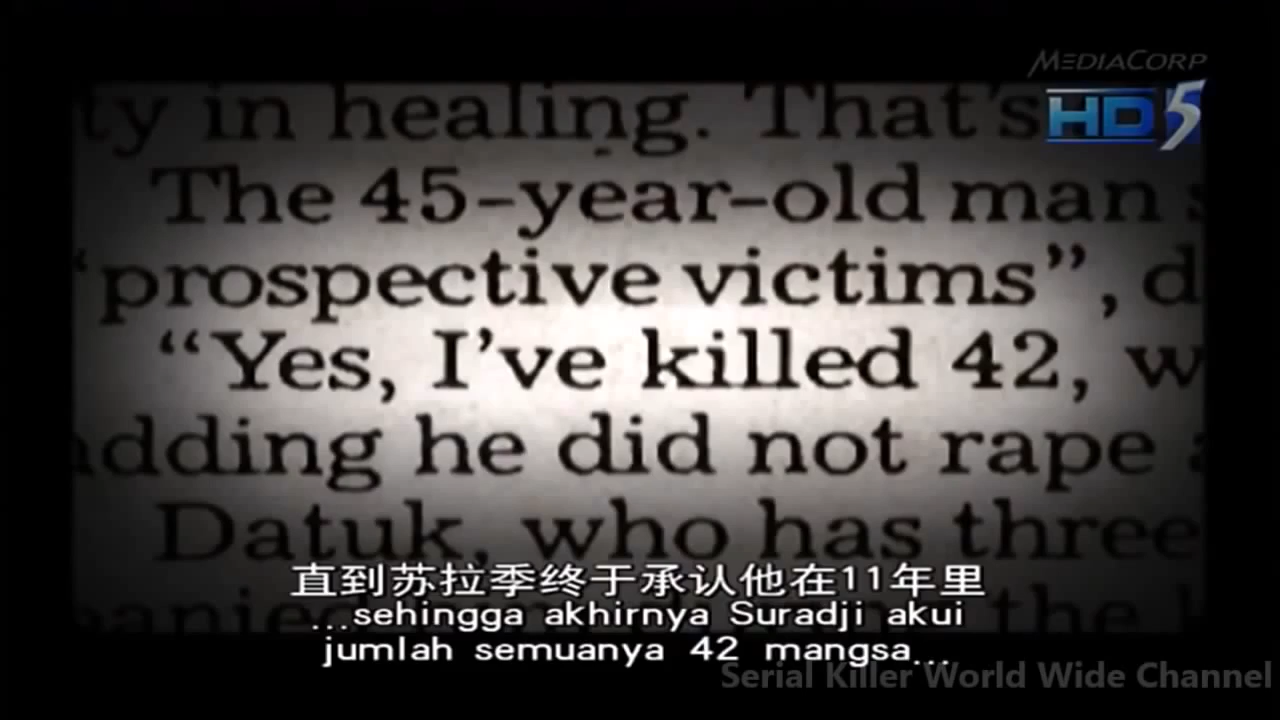 MEDIACORP
HD5
ty in healing. That's
The 45-year-old man
“prospective victims”, d
“Yes, I've killed 42, w
adding he did not rape
Datuk, who has three
the
直到苏拉季终于承认他在11年里
...sehingga akhirnya Suradji akui
jumlah semuanya 42 mangsa...
Serial Killer World Wide Channel